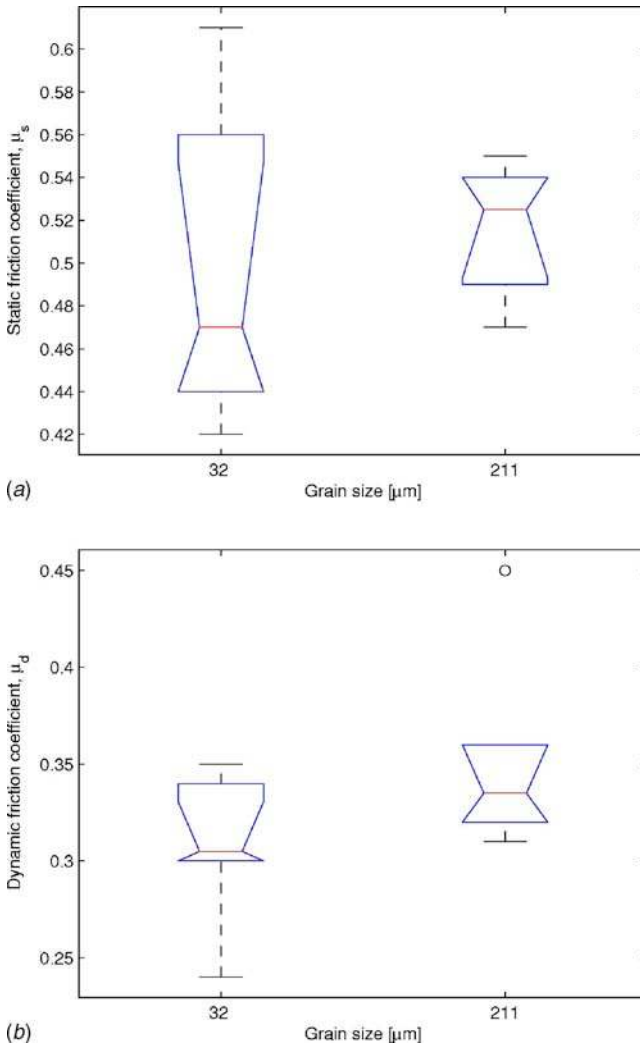 0.6
0.58
0.56
0.54
0.52
0.5
0.48
0.46
0.44
0.42
Static friction coefficient, μs
32 211
Grain size [μm]
(a)
0.45
0.4
0.35
0.3
0.25
Dynamic friction coefficient, μd
32 211
Grain size [μm]
(b)